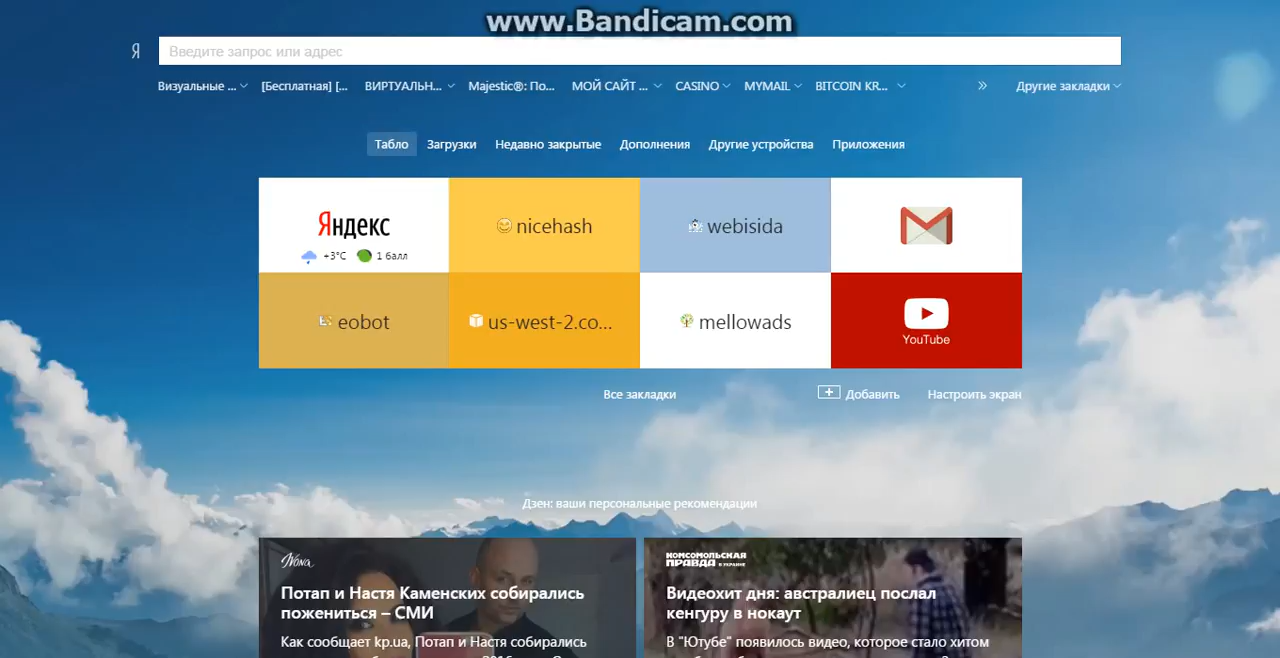 www.Bandicam.com
Я Введите запрос или адрес
Визуальные ... [Бесплатная] [... ВИРТУАЛЬН... Majestic®: По... МОЙ САЙТ ... CASINO MYMAIL BITCOIN KR... » Другие закладки
Табло Загрузки Недавно закрытые Дополнения Другие устройства Приложения
Яндекс
+3°C 1 балл
nicehash
webisida
eobot
us-west-2.co...
mellowads
YouTube
Все закладки Добавить Настроить экран
Дзен: ваши персональные рекомендации
Ivona
Потап и Настя Каменских собирались
пожениться – СМИ
Как сообщает kp.ua, Потап и Настя собирались
КОМСОМОЛЬСКАЯ
ПРАВДА В УКРАИНЕ
Видеохит дня: австралиец послал
кенгуру в нокаут
В "Ютубе" появилось видео, которое стало хитом